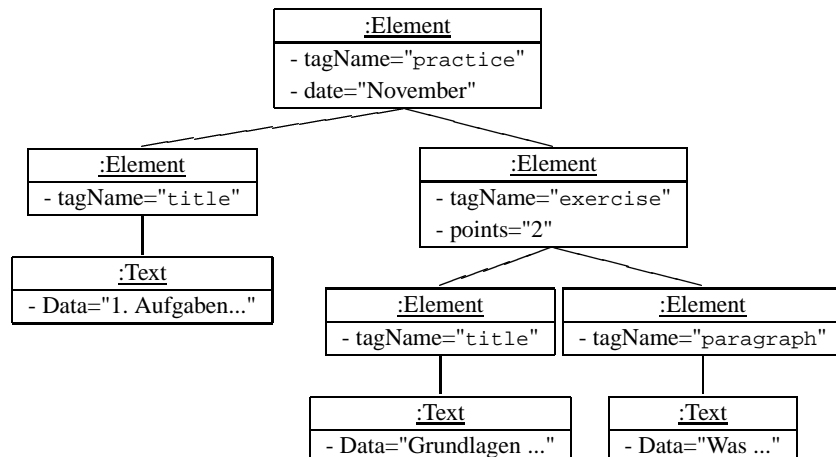 :Element
- tagName="practice"
- date="November"
:Element
- tagName="title"
:Element
- tagName="exercise"
- points="2"
:Text
- Data="1. Aufgaben..."
:Element
- tagName="title"
:Element
- tagName="paragraph"
:Text
- Data="Grundlagen ..."
:Text
- Data="Was ..."